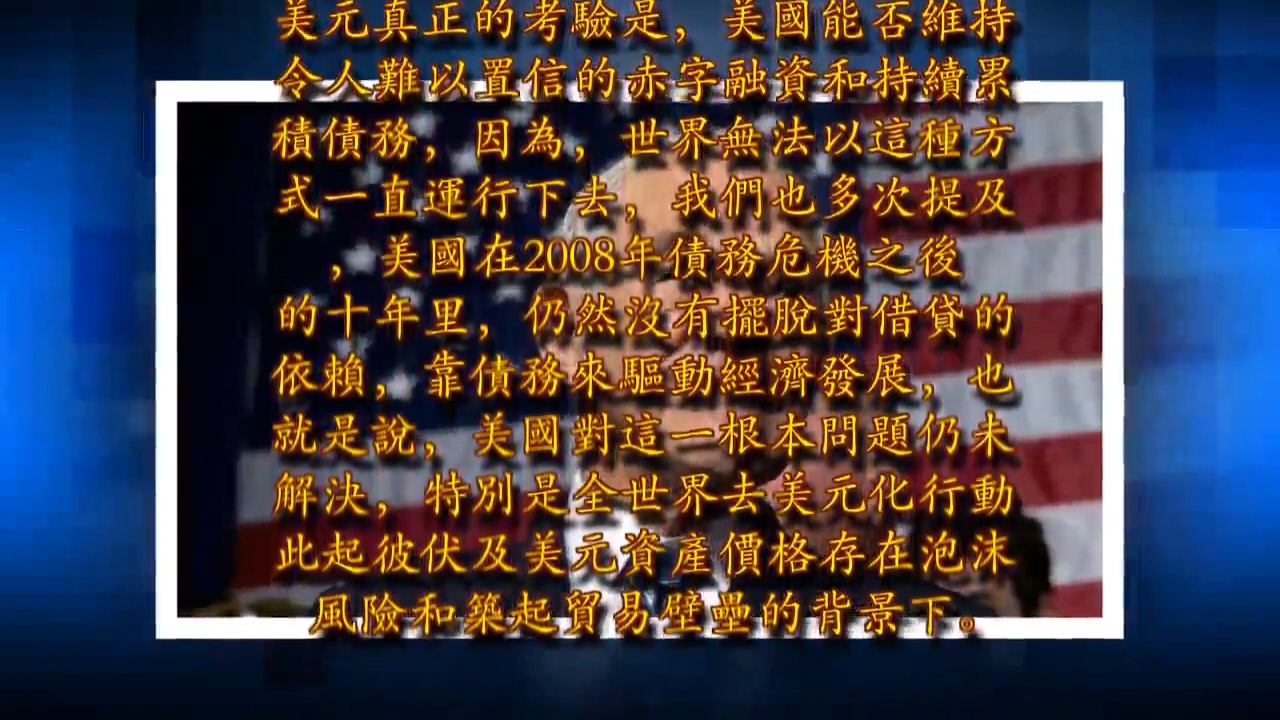 美元真正的考驗是，美國能否維持
令人難以置信的赤字融資和持續累
積債務，因為，世界無法以這種方
式一直運行下去，我們也多次提及
，美國在2008年債務危機之後
的十年里，仍然沒有擺脫對借貸的
依賴，靠債務來驅動經濟發展，也
就是說，美國對這一根本問題仍未
解決，特別是全世界去美元化行動
此起彼伏及美元資產價格存在泡沫
風險和築起貿易壁壘的背景下。